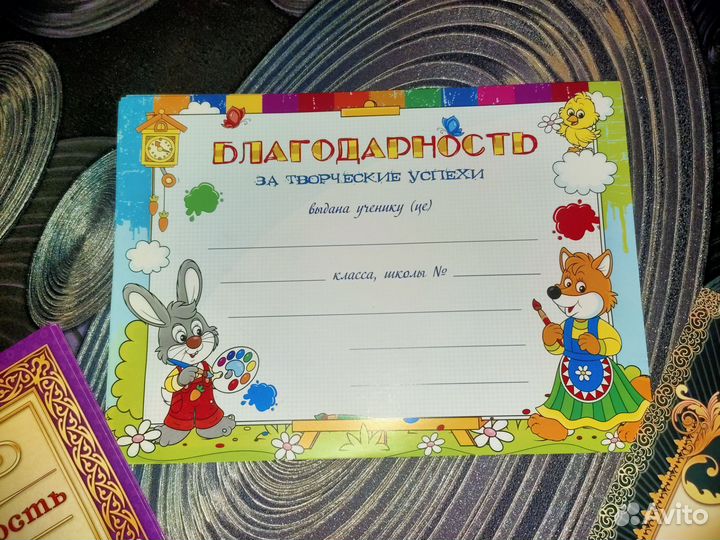 БЛАГОДАРНОСТЬ
ЗА ТВОРЧЕСКИЕ УСПЕХИ
выдана ученику (це)
класса, школы №
ость
Avito